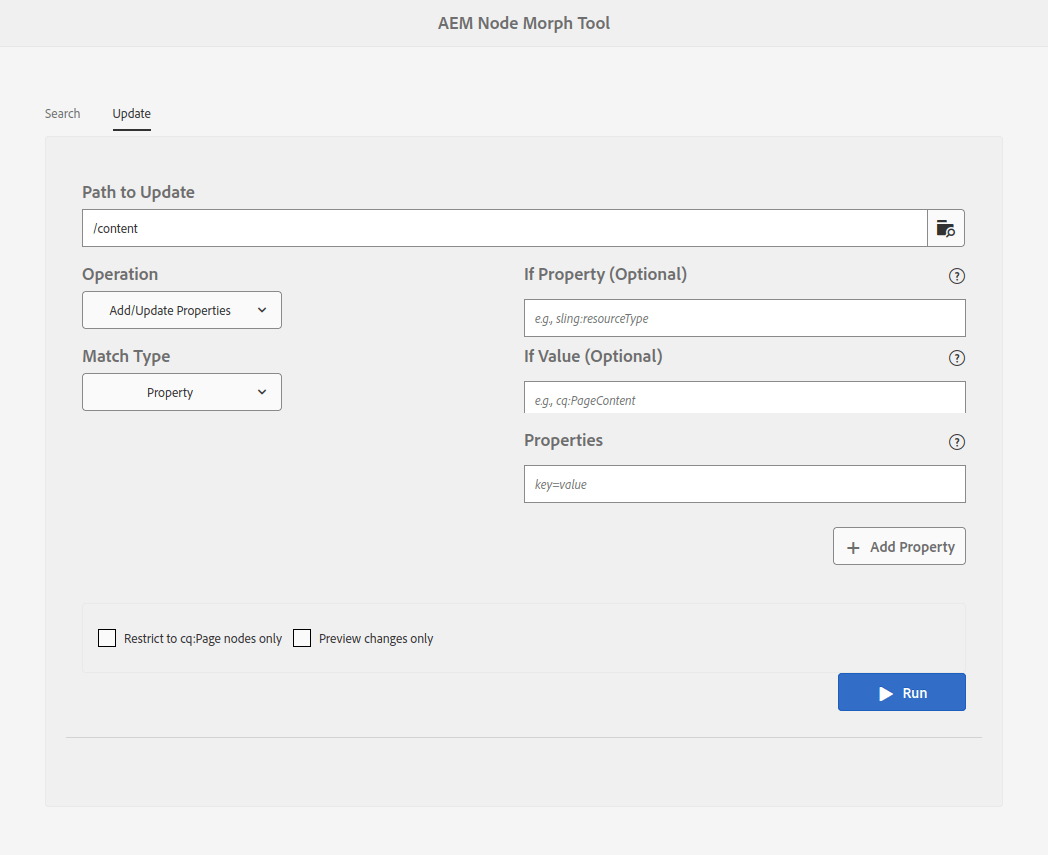 AEM Node Morph Tool
Search
Update
Path to Update
/content
Operation
Add/Update Properties
If Property (Optional)
?
e.g., sling:resourceType
Match Type
Property
If Value (Optional)
?
e.g., cq:PageContent
Properties
?
key=value
+ Add Property
Restrict to cq:Page nodes only
Preview changes only
Run